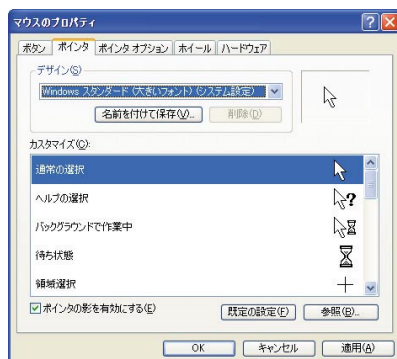 マウスのプロパティ
ボタン ポインタ ポインタ オプション ホイール ハードウェア
デザイン(S)
Windows スタンダード (大きいフォント) (システム設定)
名前を付けて保存(V)... 削除(D)
カスタマイズ(C):
通常の選択
ヘルプの選択
バックグラウンドで作業中
待ち状態
領域選択
ポインタの影を有効にする(E)
既定の設定(F) 参照(B)...
OK キャンセル 適用(A)